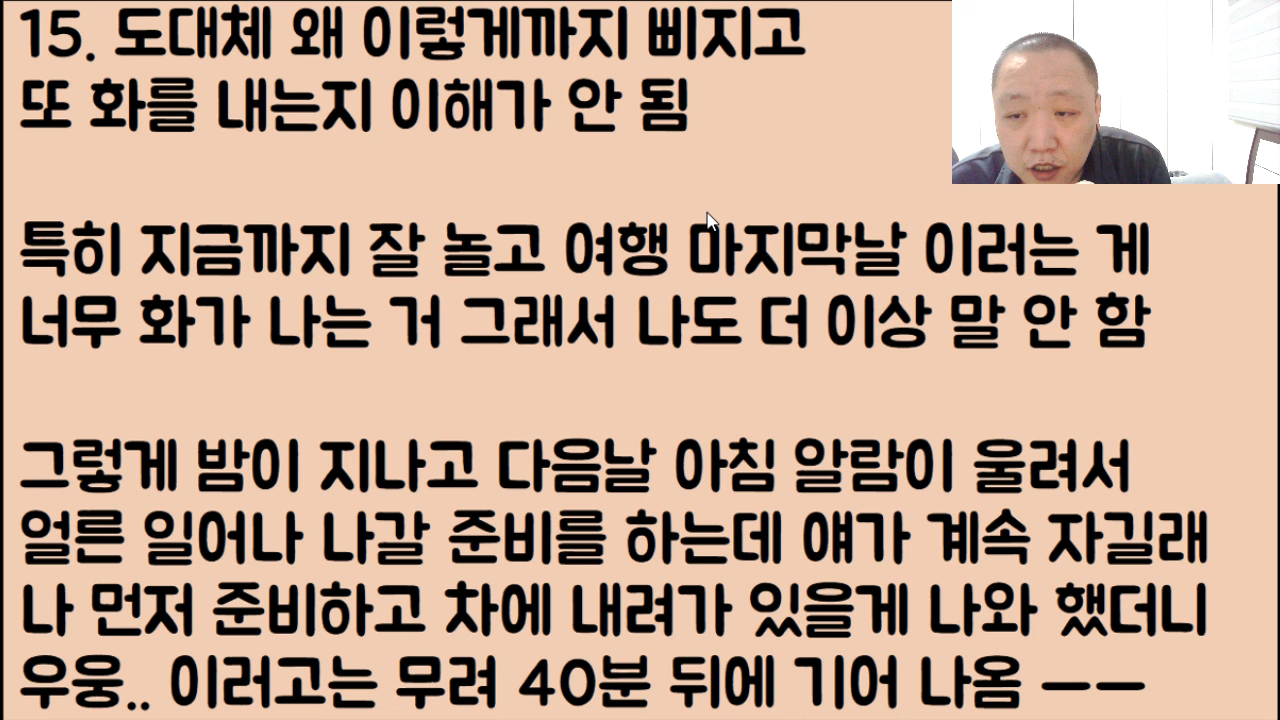 15. 도대체 왜 이렇게까지 삐지고
또 화를 내는지 이해가 안 됨
특히 지금까지 잘 놀고 여행 마지막날 이러는 게
너무 화가 나는 거 그래서 나도 더 이상 말 안 함
그렇게 밤이 지나고 다음날 아침 알람이 울려서
얼른 일어나 나갈 준비를 하는데 얘가 계속 자길래
나 먼저 준비하고 차에 내려가 있을게 나와 했더니
우웅.. 이러고는 무려 40분 뒤에 기어 나옴 ㅡㅡ